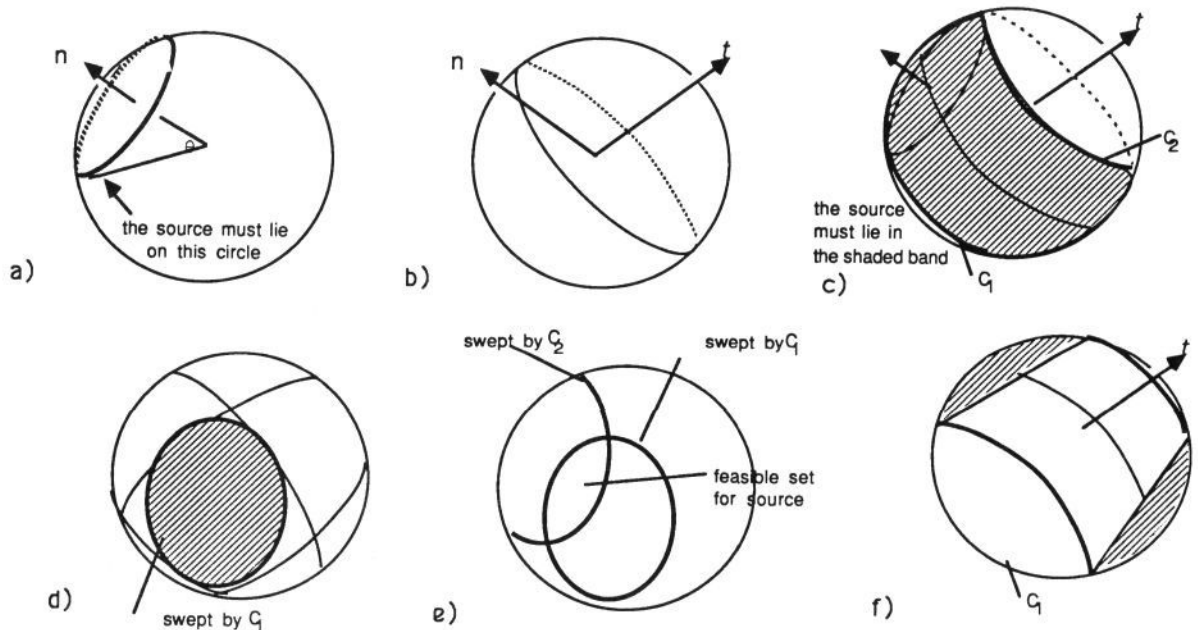 n
θ
the source must lie
on this circle
a)
n
t
b)
t
C2
the source
must lie in
the shaded band
C1
c)
d)
swept by C1
swept by C2
swept by C1
feasible set
for source
e)
t
C1
f)